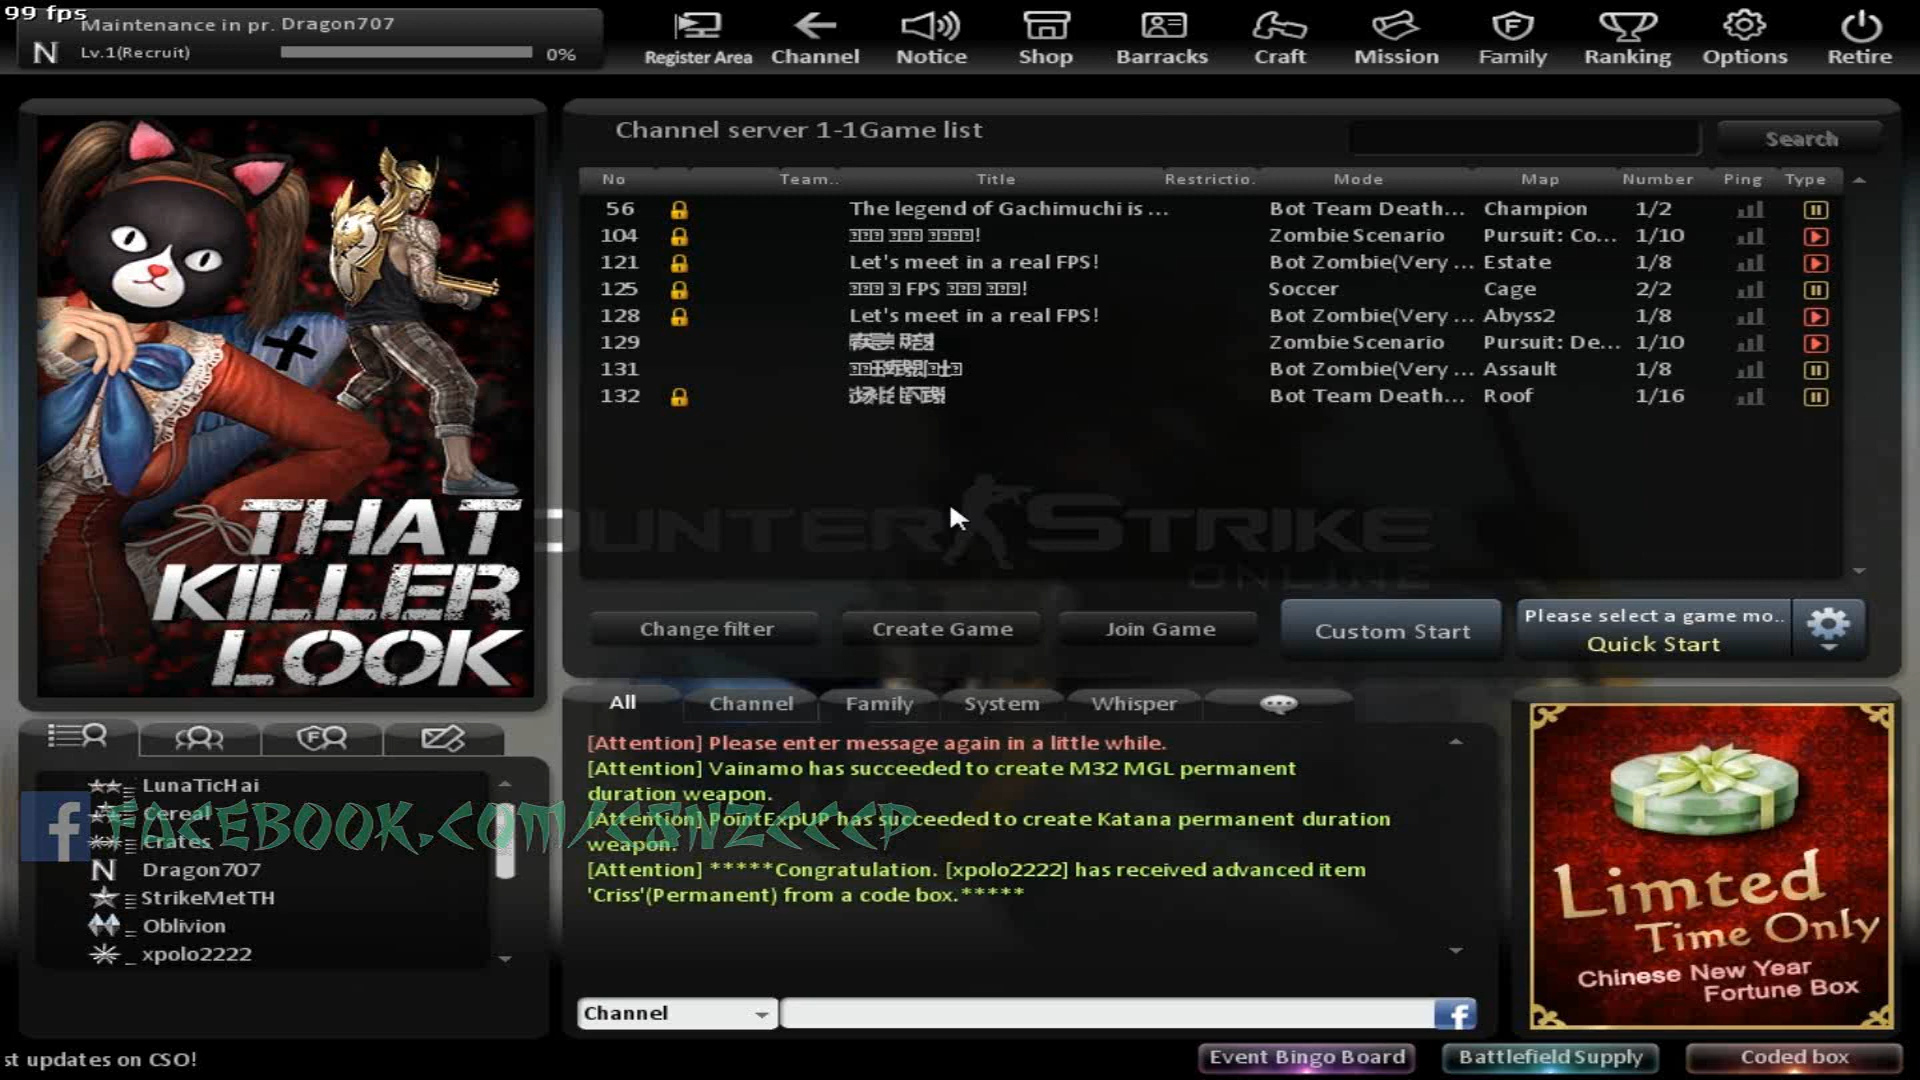 99 fps
Maintenance in pr. Dragon707
N Lv.1(Recruit) 0%
Register Area Channel Notice Shop Barracks Craft Mission Family Ranking Options Retire
Channel server 1-1Game list
Search
No Team.. Title Restrictio. Mode Map Number Ping Type
56 The legend of Gachimuchi is ... Bot Team Death... Champion 1/2
104 Zombie Scenario Pursuit: Co... 1/10
121 Let's meet in a real FPS! Bot Zombie(Very ... Estate 1/8
125 FPS Soccer Cage 2/2
128 Let's meet in a real FPS! Bot Zombie(Very ... Abyss2 1/8
129 Zombie Scenario Pursuit: De... 1/10
131 Bot Zombie(Very ... Assault 1/8
132 Bot Team Death... Roof 1/16
COUNTER STRIKE
ONLINE
THAT
KILLER
LOOK
Change filter Create Game Join Game Custom Start
Please select a game mo..
Quick Start
All Channel Family System Whisper
[Attention] Please enter message again in a little while.
[Attention] Vainamo has succeeded to create M32 MGL permanent
duration weapon.
[Attention] PointExpUP has succeeded to create Katana permanent duration
weapon.
[Attention] *****Congratulation. [xpolo2222] has received advanced item
'Criss'(Permanent) from a code box.*****
Channel
LunaTicHai
Cereal
Crates
N Dragon707
StrikeMetTH
Oblivion
xpolo2222
FACEBOOK.COM/CSNZCCCP
Limted
Time Only
Chinese New Year
Fortune Box
st updates on CSO!
Event Bingo Board Battlefield Supply Coded box